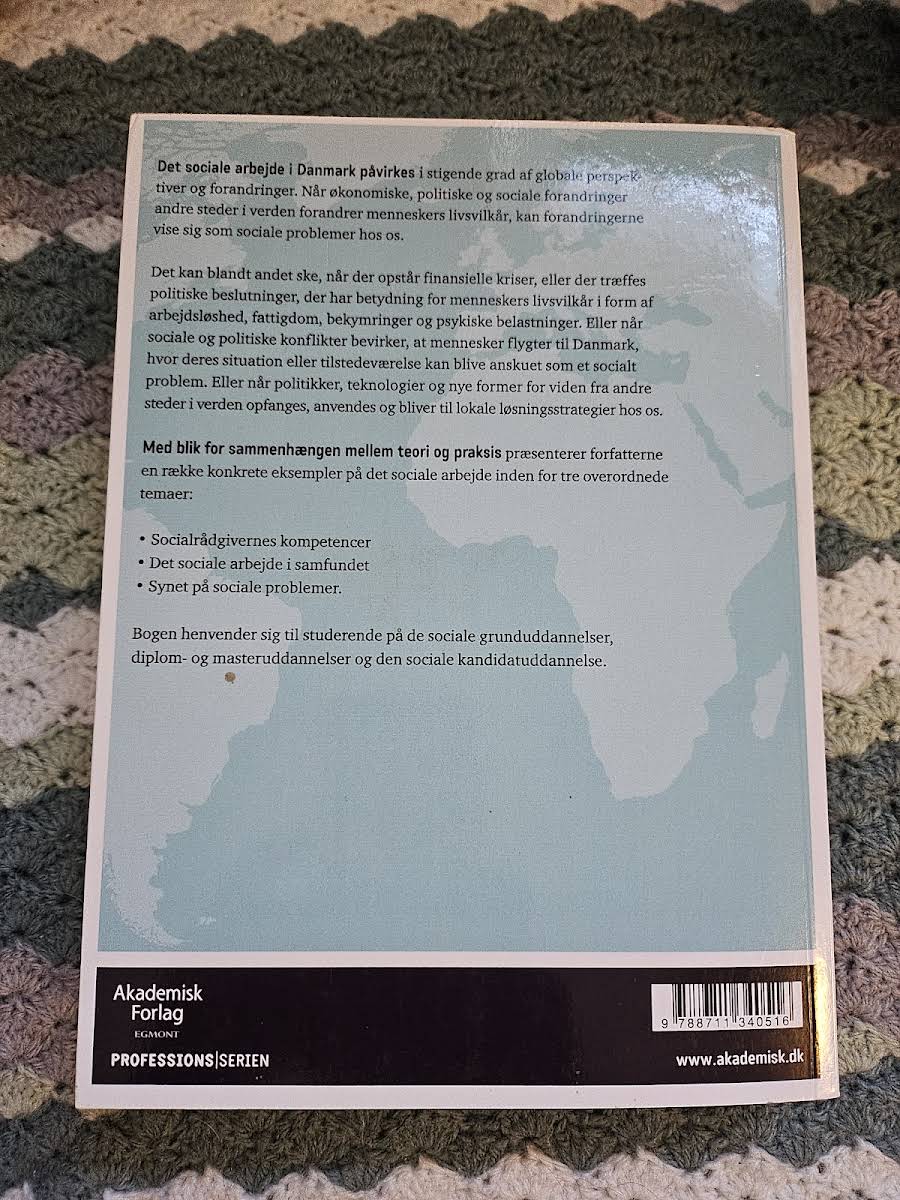 Det sociale arbejde i Danmark påvirkes i stigende grad af globale perspek-
tiver og forandringer. Når økonomiske, politiske og sociale forandringer
andre steder i verden forandrer menneskers livsvilkår, kan forandringerne
vise sig som sociale problemer hos os.
Det kan blandt andet ske, når der opstår finansielle kriser, eller der træffes
politiske beslutninger, der har betydning for menneskers livsvilkår i form af
arbejdsløshed, fattigdom, bekymringer og psykiske belastninger. Eller når
sociale og politiske konflikter bevirker, at mennesker flygter til Danmark,
hvor deres situation eller tilstedeværelse kan blive anskuet som et socialt
problem. Eller når politikker, teknologier og nye former for viden fra andre
steder i verden opfanges, anvendes og bliver til lokale løsningsstrategier hos os.
Med blik for sammenhængen mellem teori og praksis præsenterer forfatterne
en række konkrete eksempler på det sociale arbejde inden for tre overordnede
temaer:
• Socialrådgivernes kompetencer
• Det sociale arbejde i samfundet
• Synet på sociale problemer.
Bogen henvender sig til studerende på de sociale grunduddannelser,
diplom- og masteruddannelser og den sociale kandidatuddannelse.
Akademisk
Forlag
EGMONT
PROFESSIONS|SERIEN
9 788711 340516
www.akademisk.dk